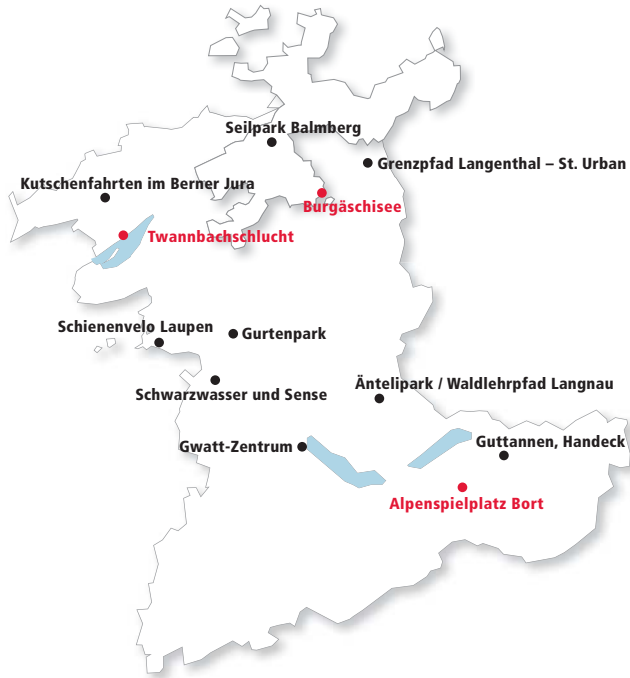 Seilpark Balmberg
Grenzpfad Langenthal – St. Urban
Kutschenfahrten im Berner Jura
Burgäschisee
Twannbachschlucht
Schienenvelo Laupen
Gurtenpark
Äntelipark / Waldlehrpfad Langnau
Schwarzwasser und Sense
Gwatt-Zentrum
Guttannen, Handeck
Alpenspielplatz Bort